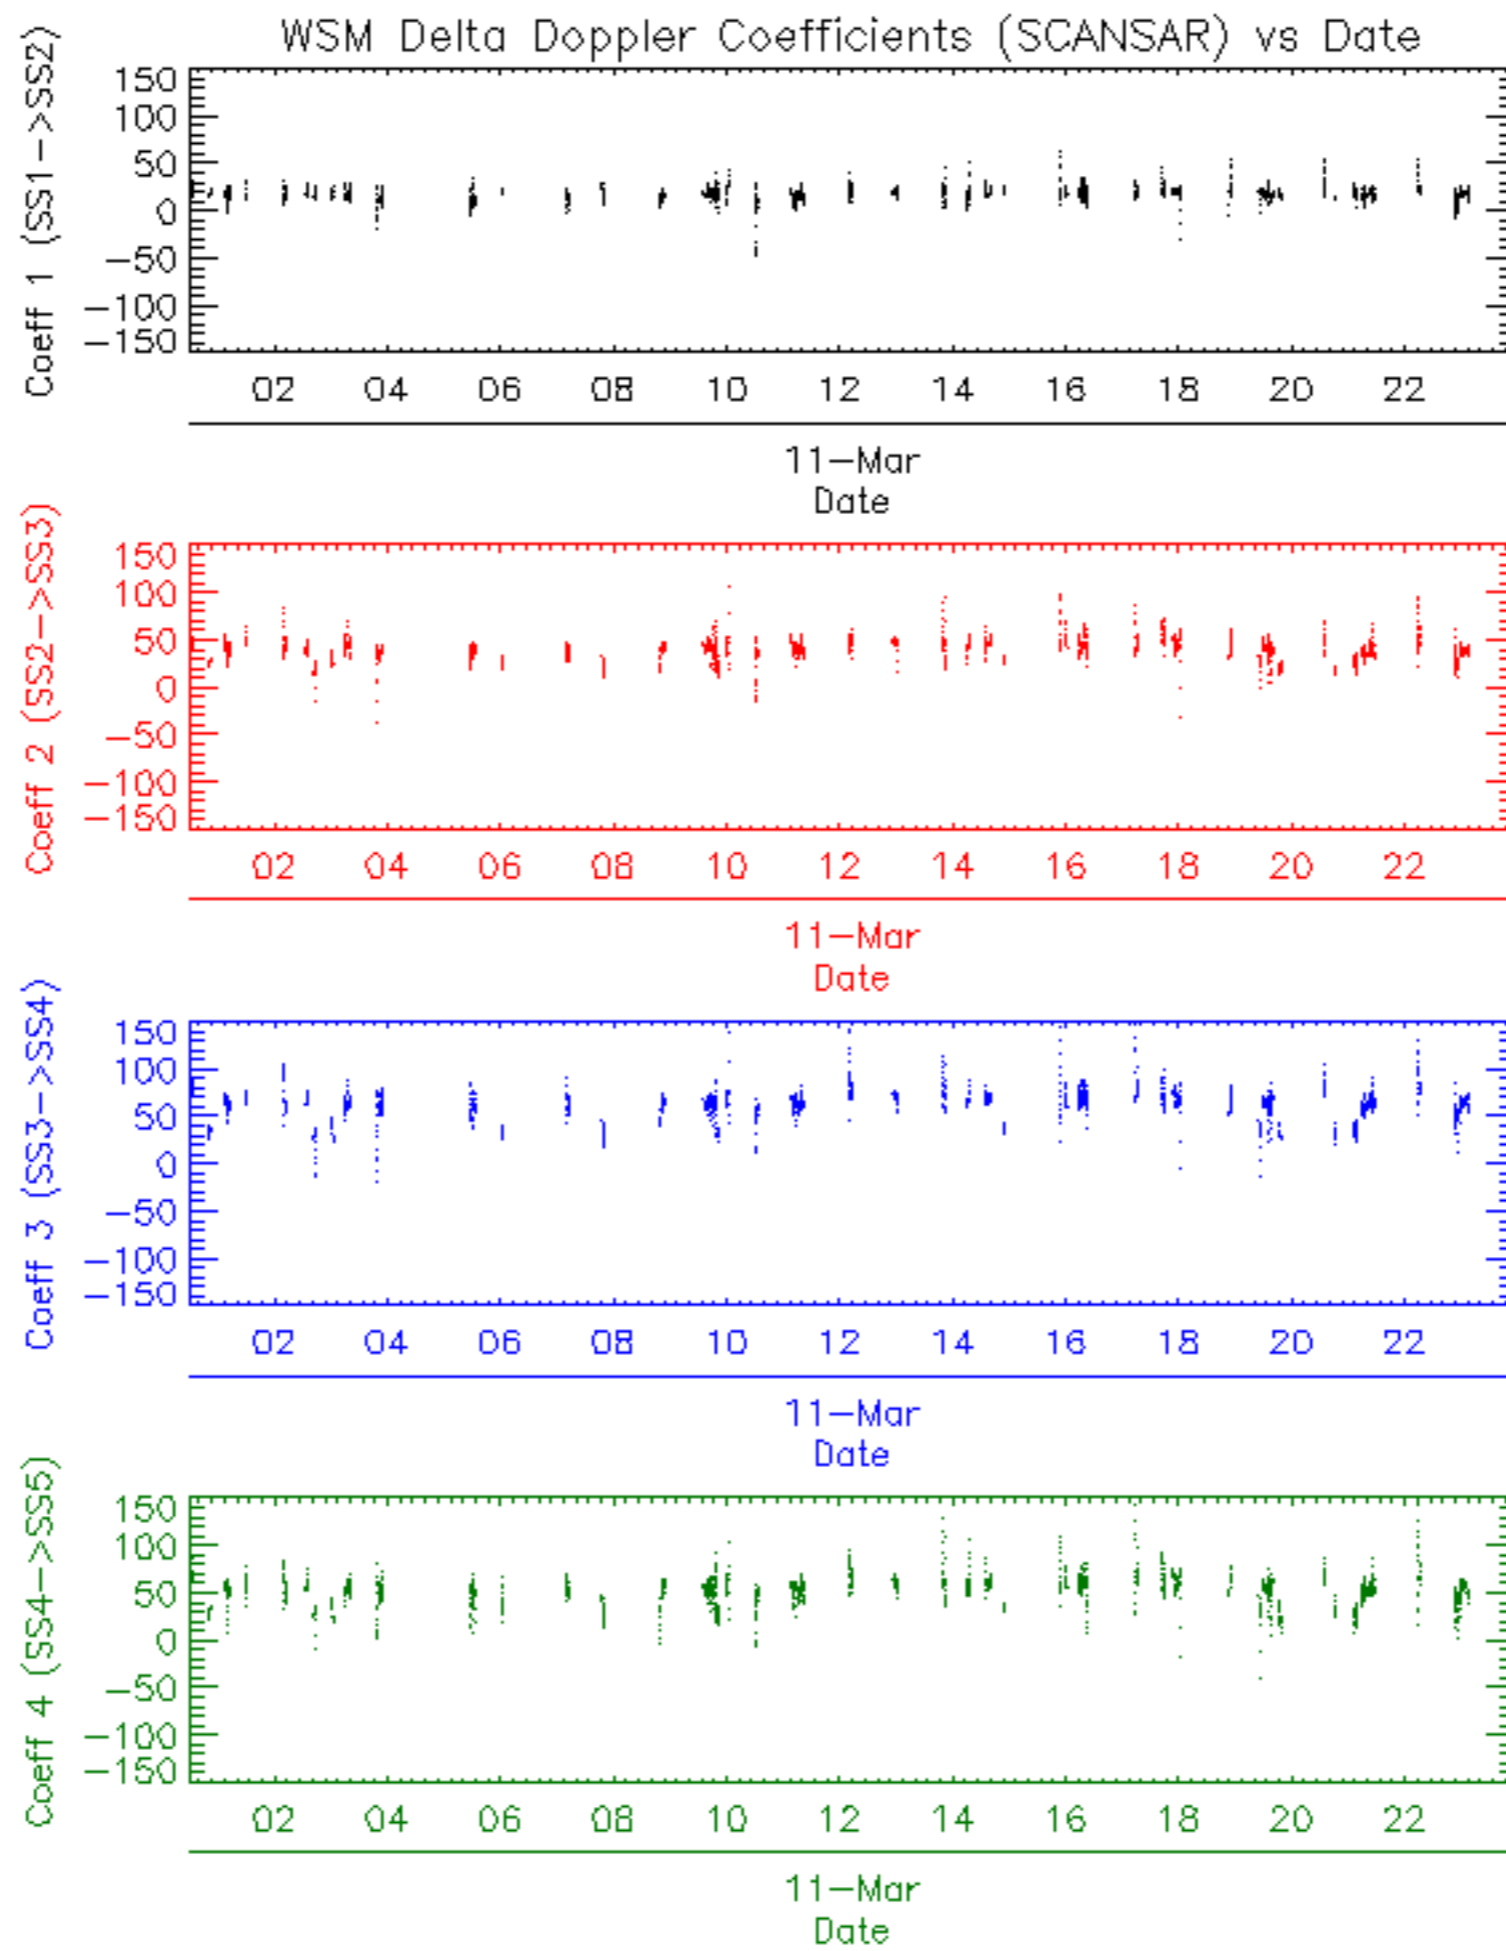 WSM Delta Doppler Coefficients (SCANSAR) vs Date
Coeff 1 (SS1->SS2)
150
100
50
0
-50
-100
-150
02 04 06 08 10 12 14 16 18 20 22
11-Mar
Date
Coeff 2 (SS2->SS3)
150
100
50
0
-50
-100
-150
02 04 06 08 10 12 14 16 18 20 22
11-Mar
Date
Coeff 3 (SS3->SS4)
150
100
50
0
-50
-100
-150
02 04 06 08 10 12 14 16 18 20 22
11-Mar
Date
Coeff 4 (SS4->SS5)
150
100
50
0
-50
-100
-150
02 04 06 08 10 12 14 16 18 20 22
11-Mar
Date